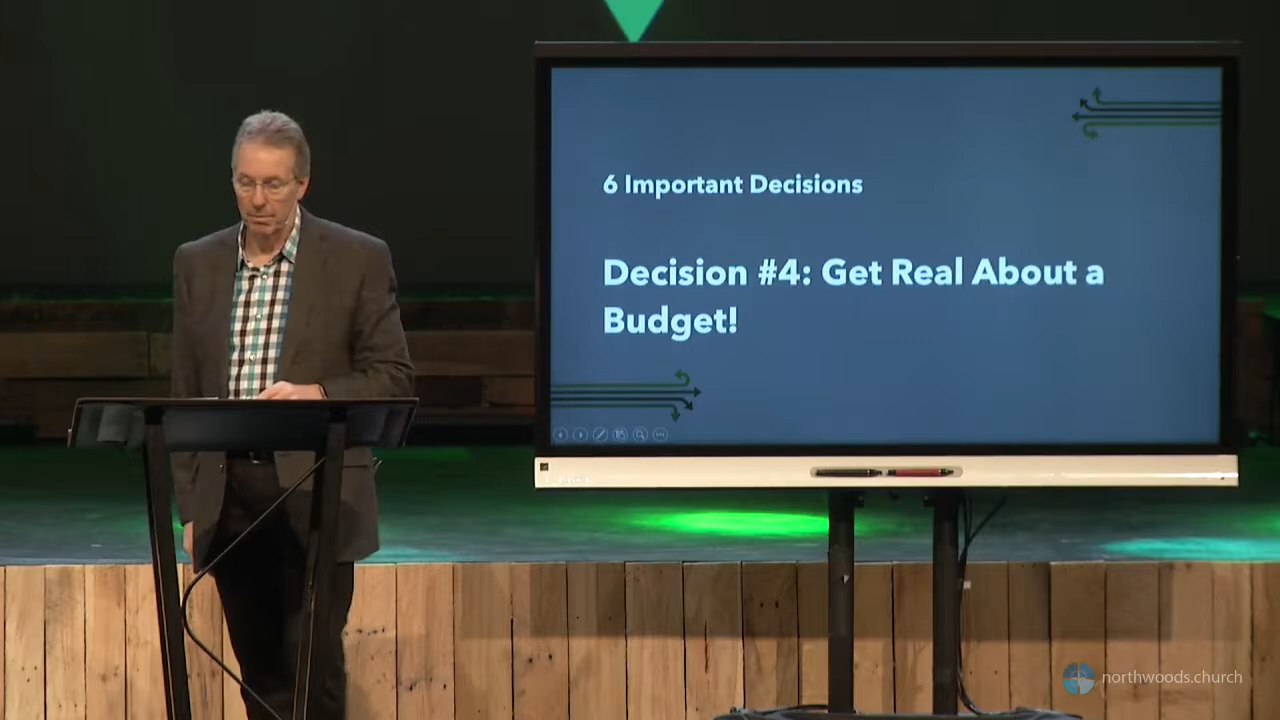 6 Important Decisions
Decision #4: Get Real About a
Budget!
northwoods.church